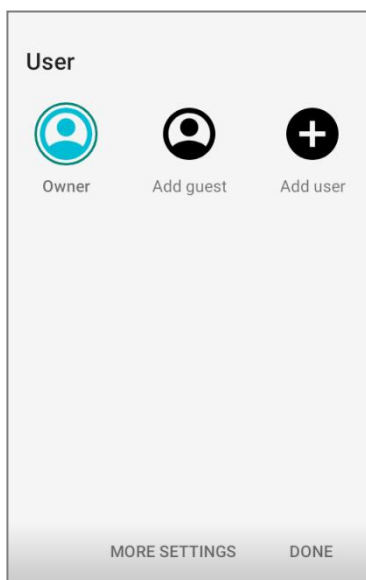 User
Owner
Add guest
Add user
MORE SETTINGS
DONE